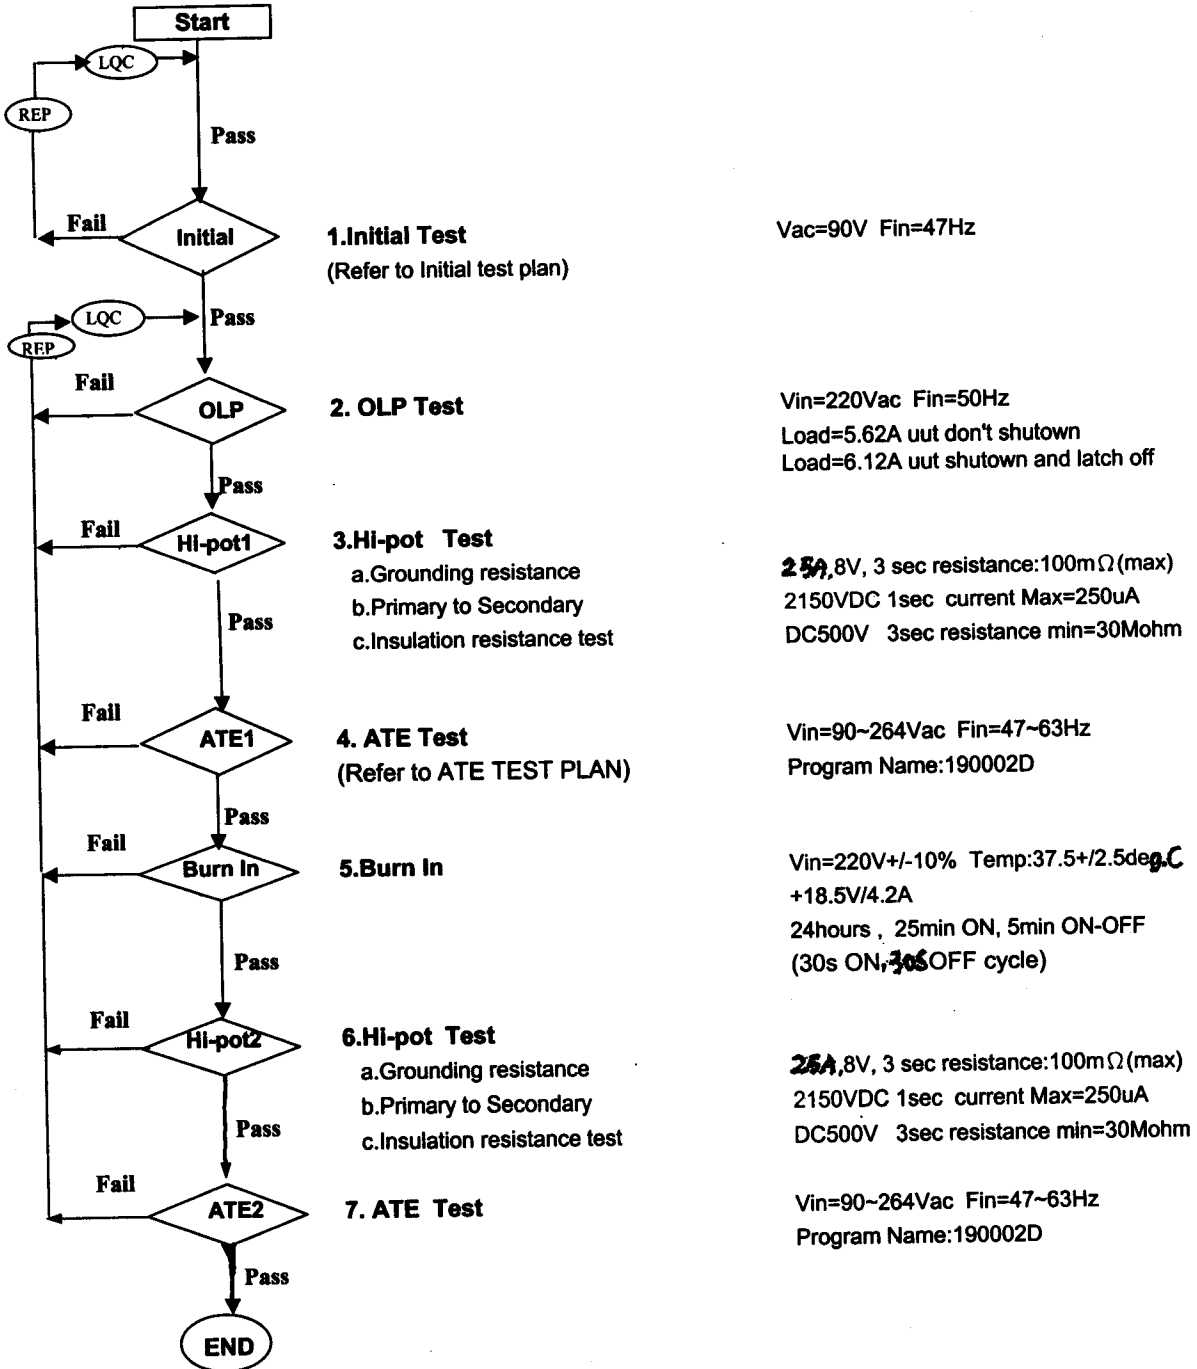 Start
LQC
REP
Pass
Fail
Initial
1.Initial Test
Vac=90V Fin=47Hz
(Refer to Initial test plan)
LQC
Pass
REP
Fail
OLP
2. OLP Test
Vin=220Vac Fin=50Hz
Load=5.62A uut don't shutown
Load=6.12A uut shutown and latch off
Pass
Fail
Hi-pot1
3.Hi-pot Test
a.Grounding resistance
25A,8V, 3 sec resistance:100mΩ(max)
b.Primary to Secondary
2150VDC 1sec current Max=250uA
Pass
c.Insulation resistance test
DC500V 3sec resistance min=30Mohm
Fail
ATE1
4. ATE Test
Vin=90~264Vac Fin=47~63Hz
(Refer to ATE TEST PLAN)
Program Name:190002D
Pass
Fail
Burn In
5.Burn In
Vin=220V+/-10% Temp:37.5+/2.5deg.C
+18.5V/4.2A
24hours , 25min ON, 5min ON-OFF
Pass
(30s ON,30S OFF cycle)
Fail
Hi-pot2
6.Hi-pot Test
a.Grounding resistance
25A,8V, 3 sec resistance:100mΩ(max)
b.Primary to Secondary
2150VDC 1sec current Max=250uA
Pass
c.Insulation resistance test
DC500V 3sec resistance min=30Mohm
Fail
ATE2
7. ATE Test
Vin=90~264Vac Fin=47~63Hz
Program Name:190002D
Pass
END